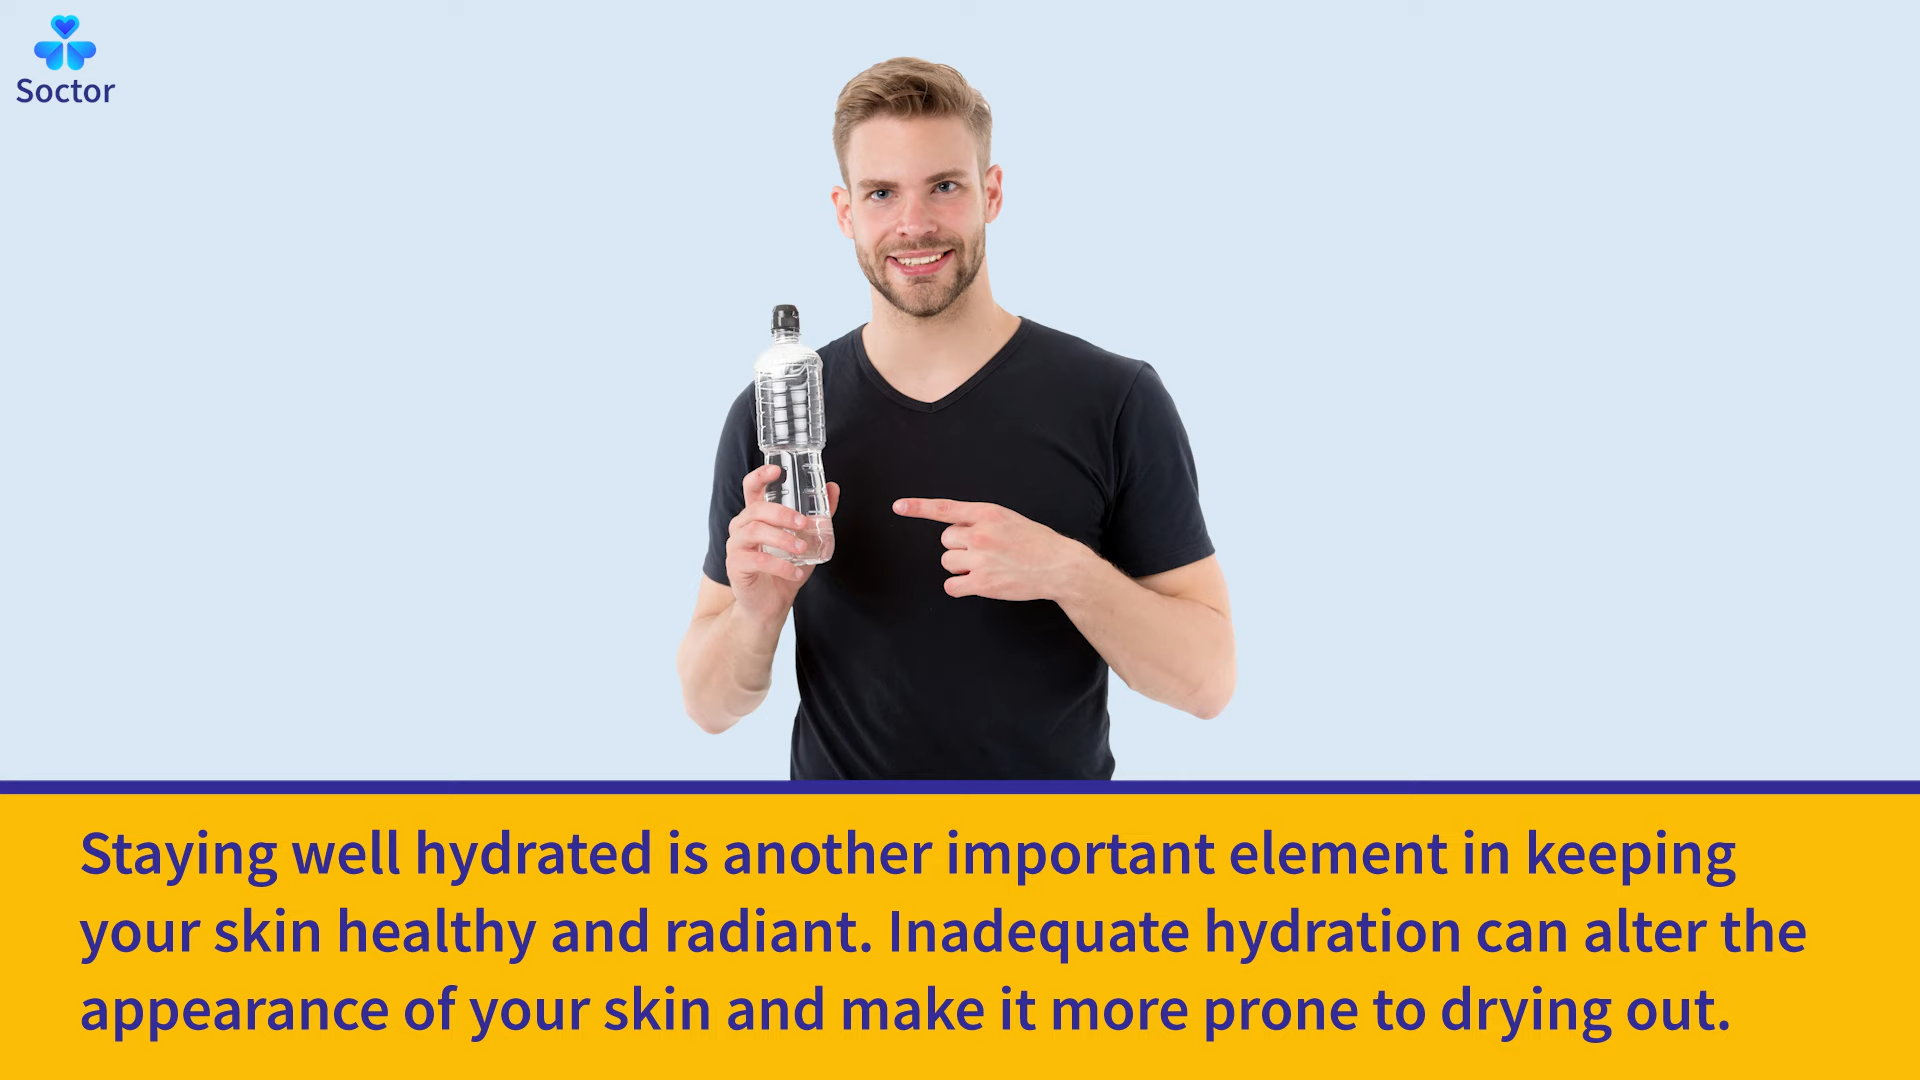 Soctor
Staying well hydrated is another important element in keeping
your skin healthy and radiant. Inadequate hydration can alter the
appearance of your skin and make it more prone to drying out.